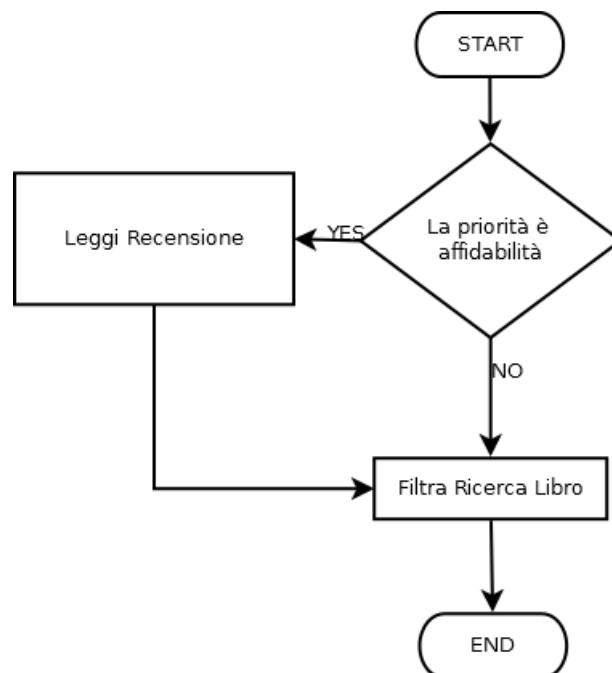 START
La priorità è
affidabilità
YES
Leggi Recensione
NO
Filtra Ricerca Libro
END